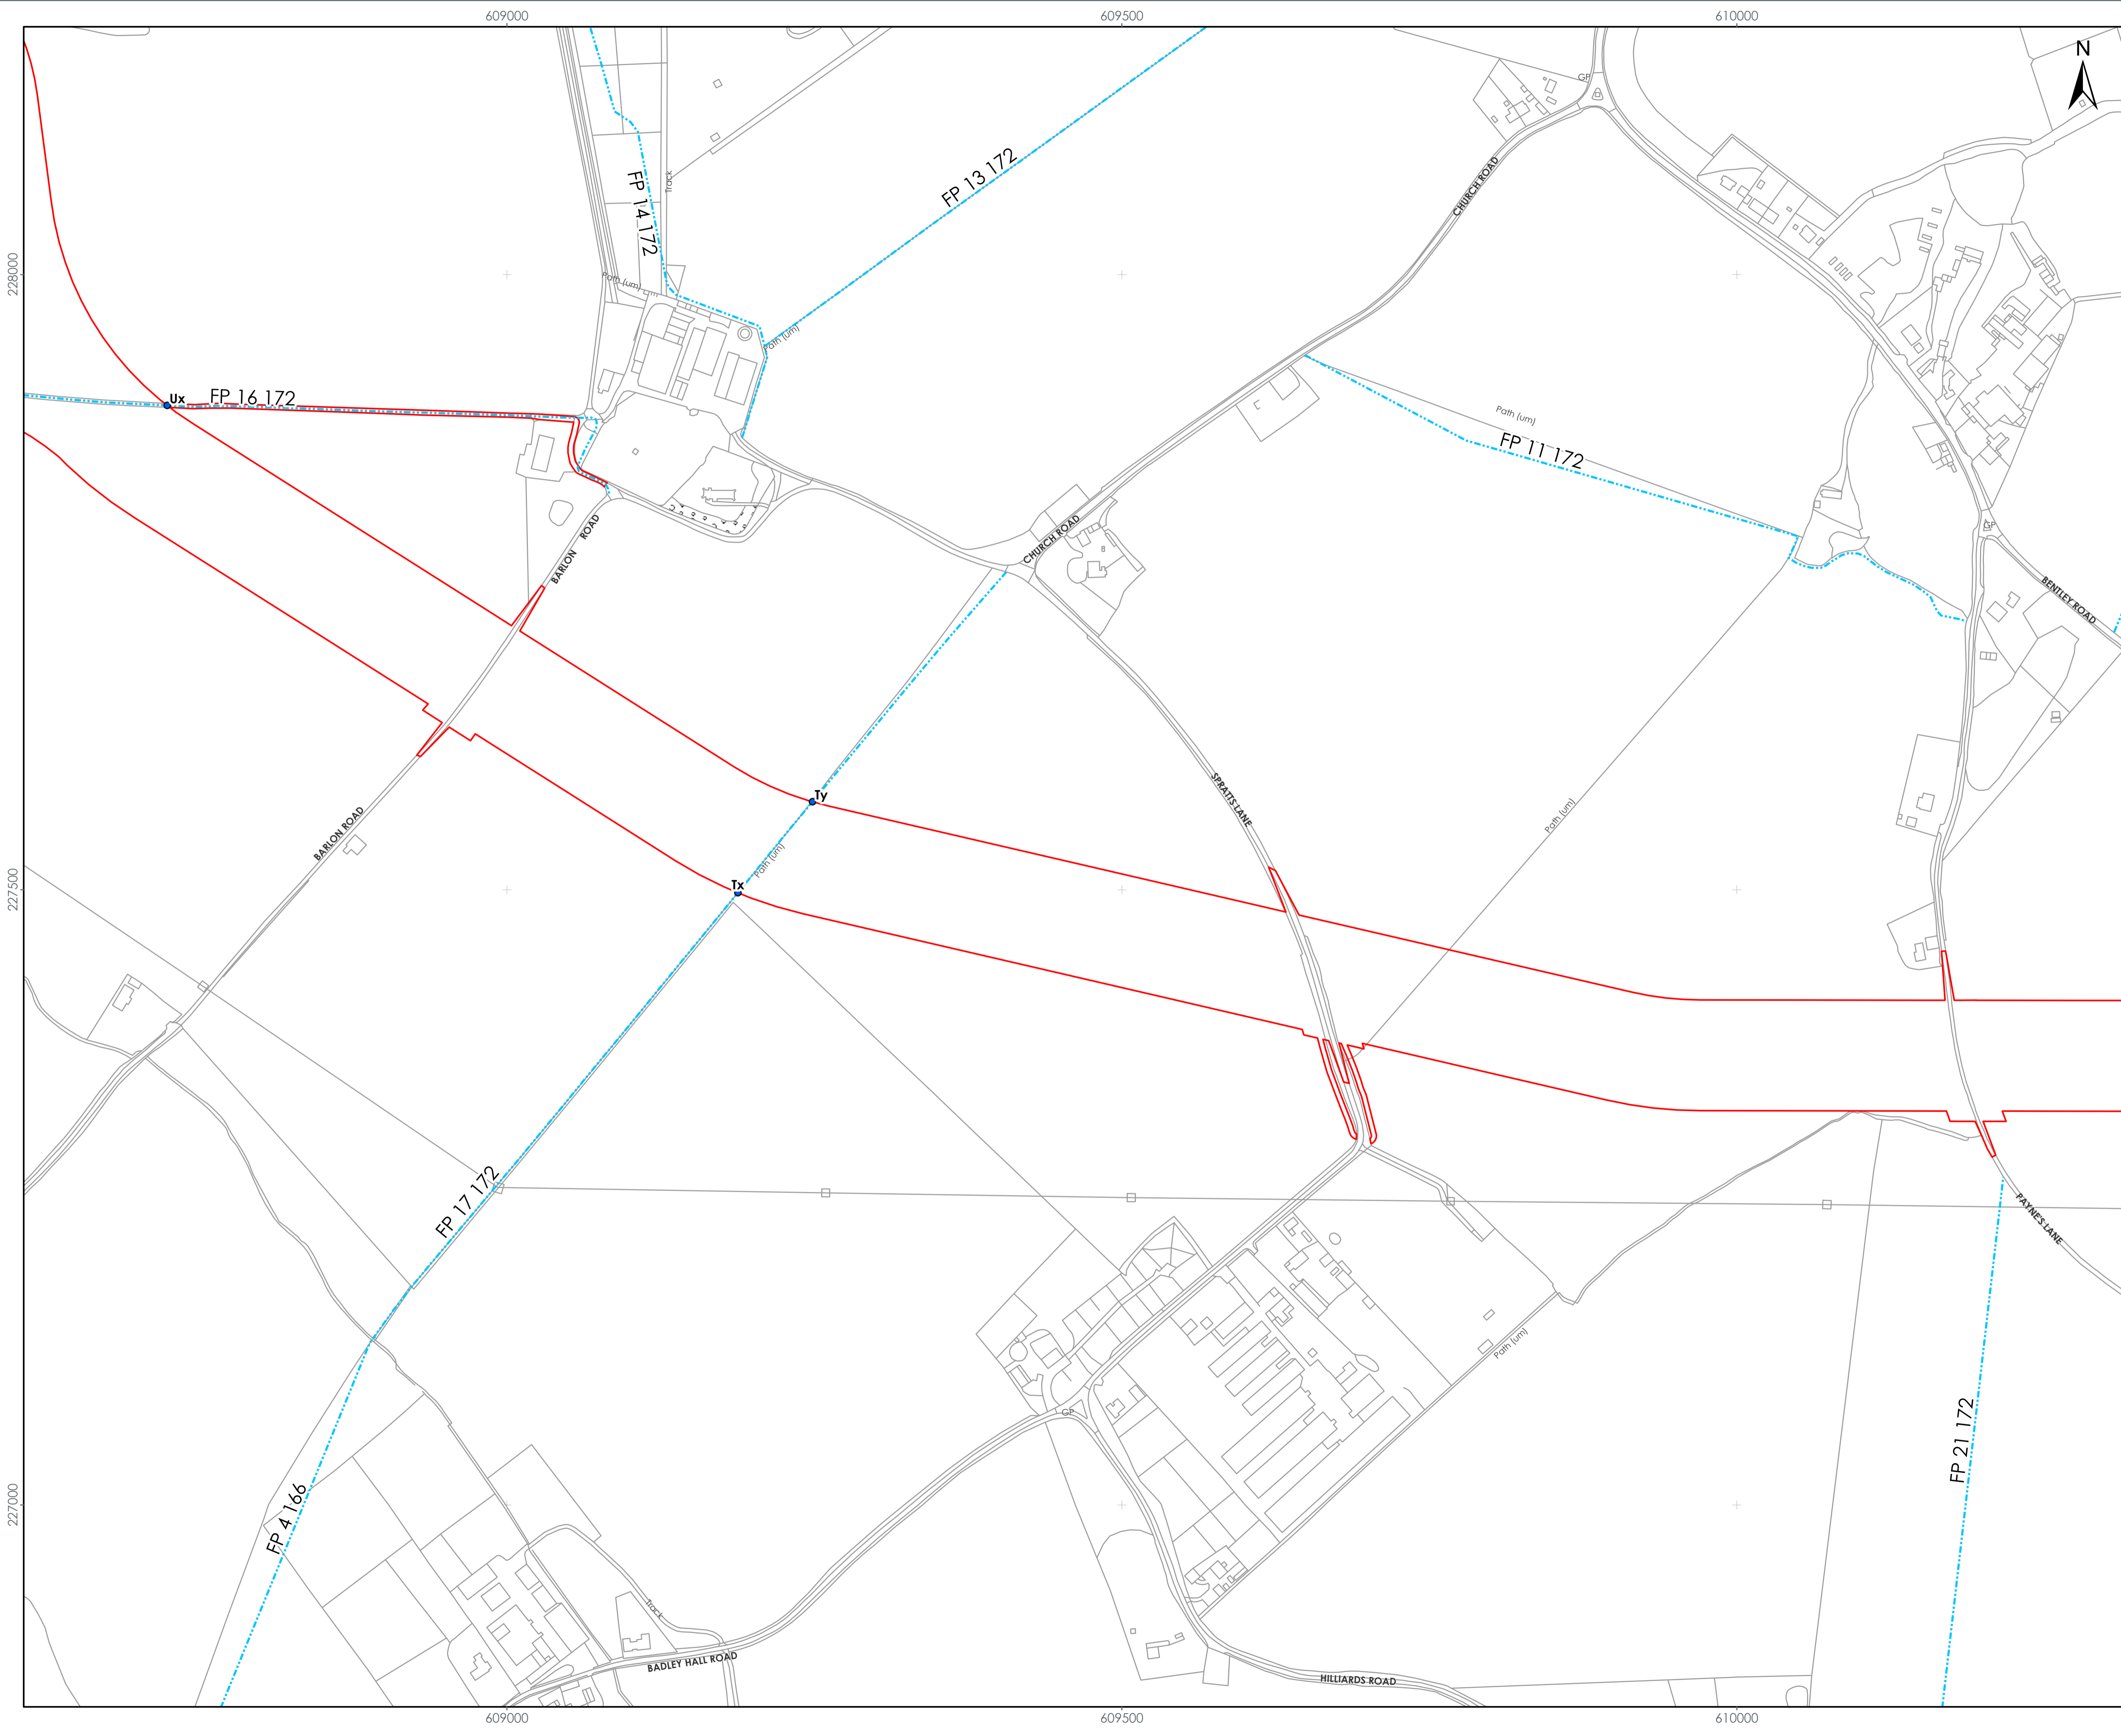 609000
609500
610000
N
GP
CHURCH ROAD
FP 13 172
FP 14 172
Track
228000
Path (um)
Path (um)
Ux
FP 16 172
Path (um)
FP 11 172
BARLON ROAD
CHURCH ROAD
GP
BENTLEY ROAD
Ty
SPRATTS LANE
Path (um)
BARLON ROAD
Path (um)
Tx
227500
FP 17 172
PAYNE'S LANE
Path (um)
GP
FP 21 172
227000
FP 4 166
Track
BADLEY HALL ROAD
HILLIARDS ROAD
609000
609500
610000